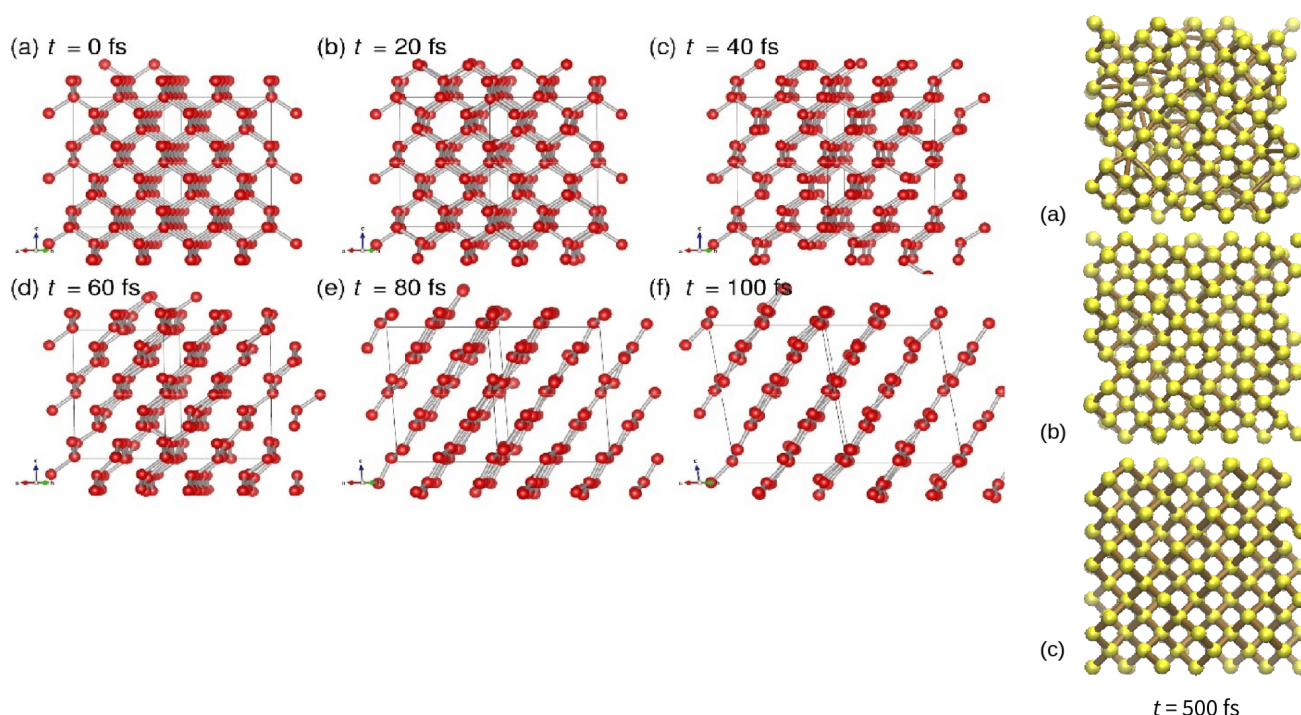 (a) t = 0 fs
(b) t = 20 fs
(c) t = 40 fs
(d) t = 60 fs
(e) t = 80 fs
(f) t = 100 fs
(a)
(b)
(c)
t = 500 fs